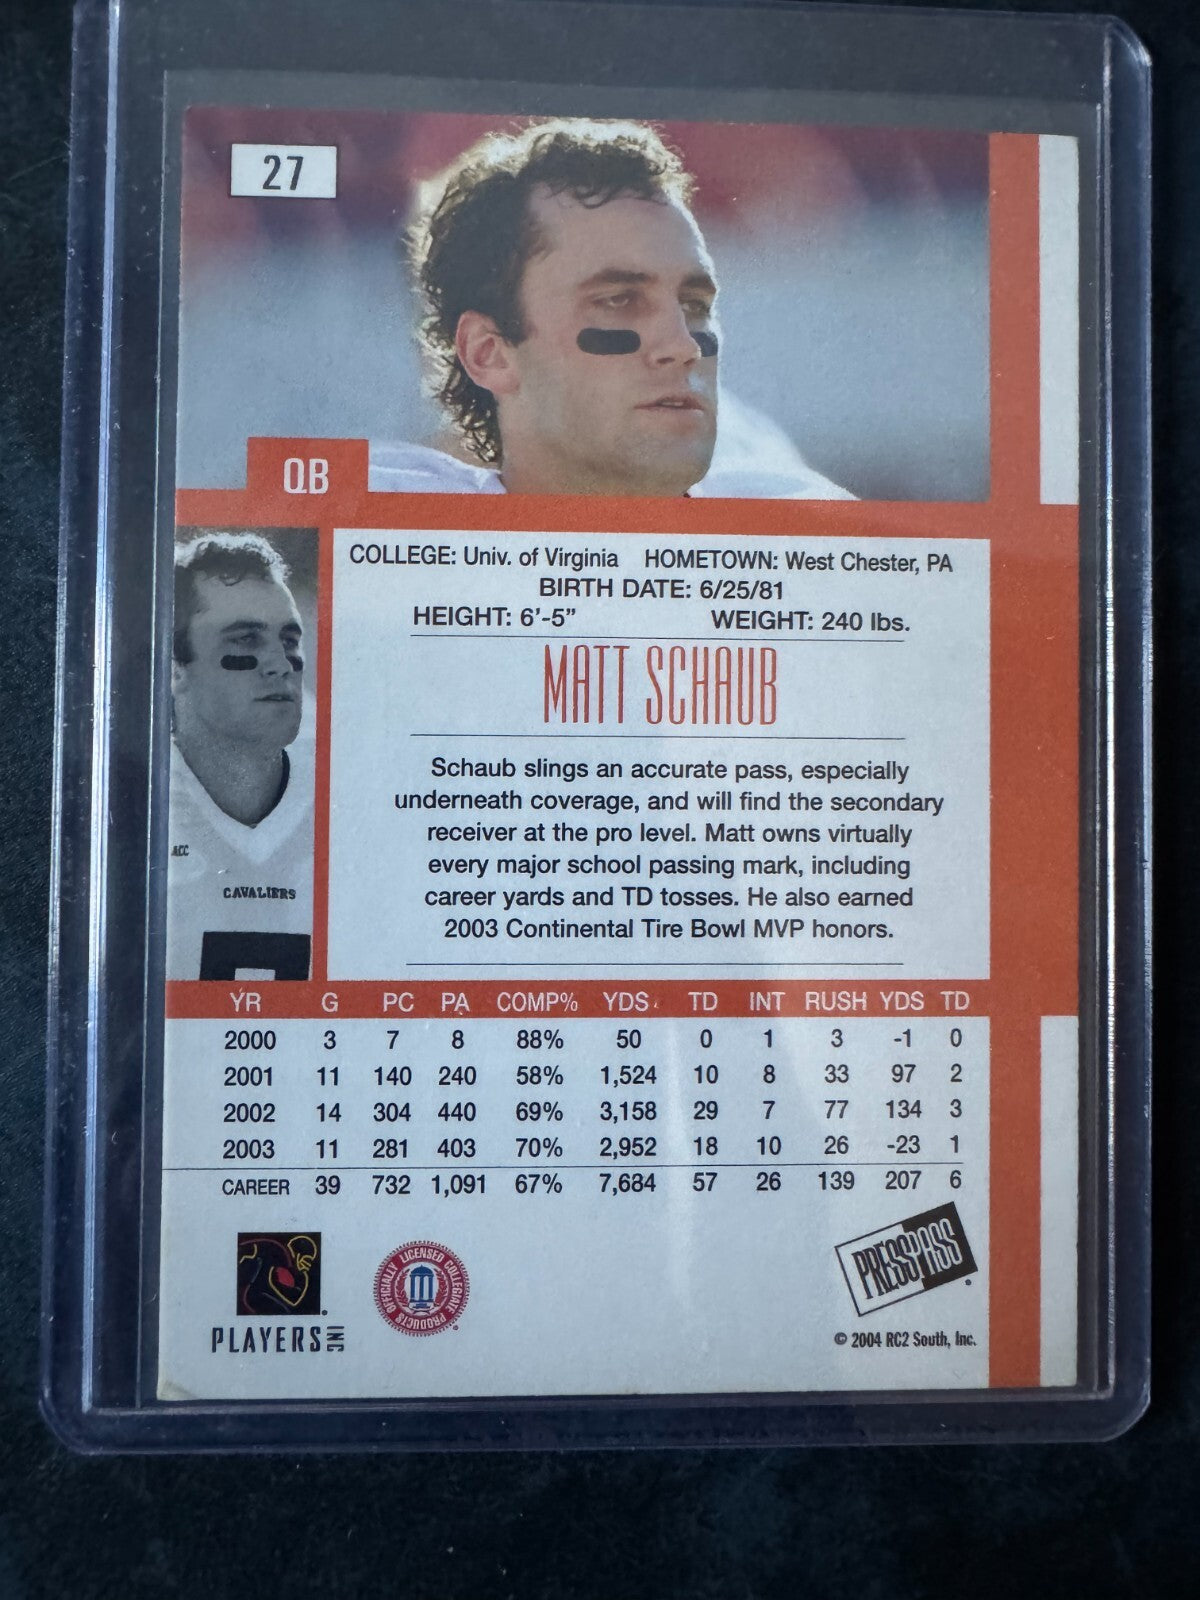 27
QB
COLLEGE: Univ. of Virginia HOMETOWN: West Chester, PA
BIRTH DATE: 6/25/81
HEIGHT: 6'-5" WEIGHT: 240 lbs.
MATT SCHAUB
Schaub slings an accurate pass, especially
underneath coverage, and will find the secondary
receiver at the pro level. Matt owns virtually
every major school passing mark, including
career yards and TD tosses. He also earned
2003 Continental Tire Bowl MVP honors.
ACC
CAVALIERS
YR G PC PA COMP% YDS. TD INT RUSH YDS TD
2000 3 7 8 88% 50 0 1 3 -1 0
2001 11 140 240 58% 1,524 10 8 33 97 2
2002 14 304 440 69% 3,158 29 7 77 134 3
2003 11 281 403 70% 2,952 18 10 26 -23 1
CAREER 39 732 1,091 67% 7,684 57 26 139 207 6
PLAYERS INC
OFFICIALLY LICENSED COLLEGIATE PRODUCTS
PRESSPASS
© 2004 RC2 South, Inc.